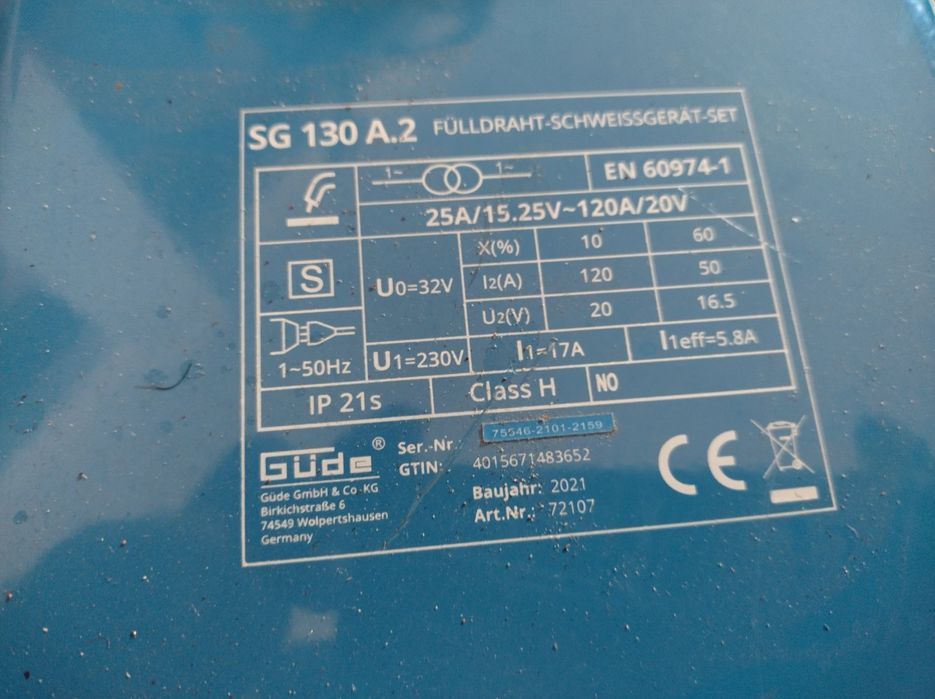 SG 130 A.2 FÜLLDRAHT-SCHWEISSGERÄT-SET
1~ 1~ EN 60974-1
25A/15.25V~120A/20V
S
U0=32V
X(%) 10 60
I2(A) 120 50
U2(V) 20 16.5
1~50Hz U1=230V I1=17A I1eff=5.8A
IP 21s Class H NO
Güde ®
Güde GmbH & Co KG
Birkichstraße 6
74549 Wolpertshausen
Germany
Ser.-Nr. 75546-2101-2159
GTIN: 4015671483652
Baujahr: 2021
Art.Nr.: 72107
CE